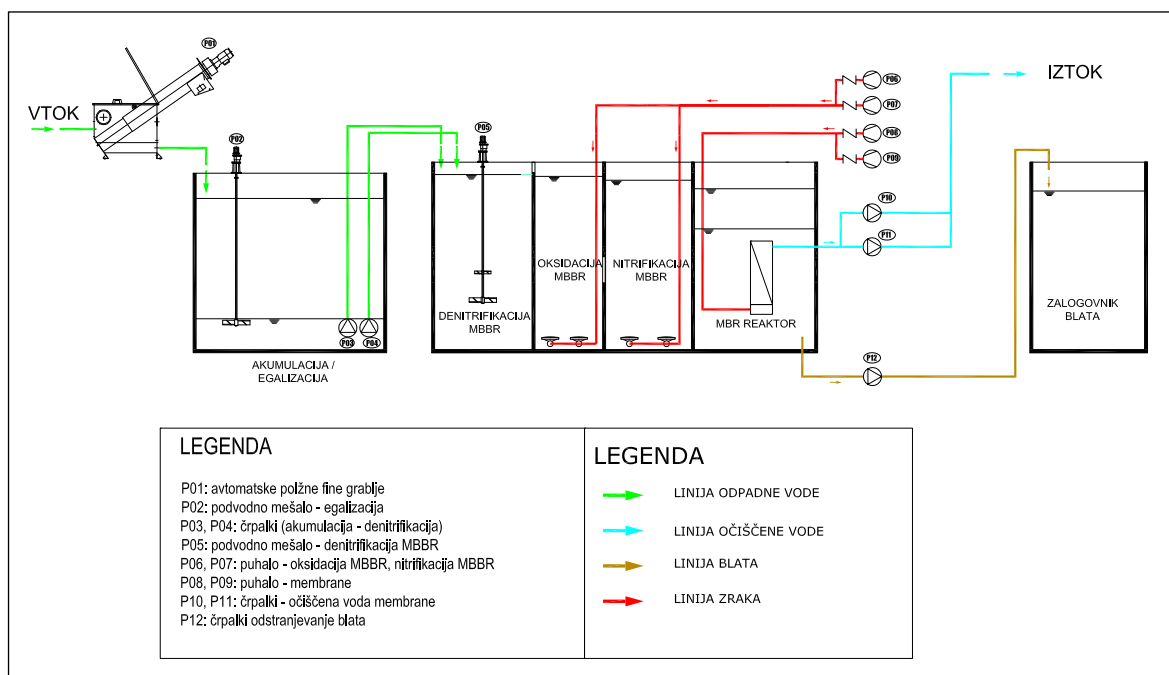 P01
VTOK
P02
P05
P06
P07
P08
P09
IZTOK
P10
P11
OKSIDACIJA
MBBR
NITRIFIKACIJA
MBBR
DENITRIFIKACIJA
MBBR
MBR REAKTOR
ZALOGOVNIK
BLATA
P03
P04
P12
AKUMULACIJA /
EGALIZACIJA
LEGENDA
P01: avtomatske polžne fine grablje
P02: podvodno mešalo - egalizacija
P03, P04: črpalki (akumulacija - denitrifikacija)
P05: podvodno mešalo - denitrifikacija MBBR
P06, P07: puhalo - oksidacija MBBR, nitrifikacija MBBR
P08, P09: puhalo - membrane
P10, P11: črpalki - očiščena voda membrane
P12: črpalki odstranjevanje blata
LEGENDA
LINIJA ODPADNE VODE
LINIJA OČIŠČENE VODE
LINIJA BLATA
LINIJA ZRAKA